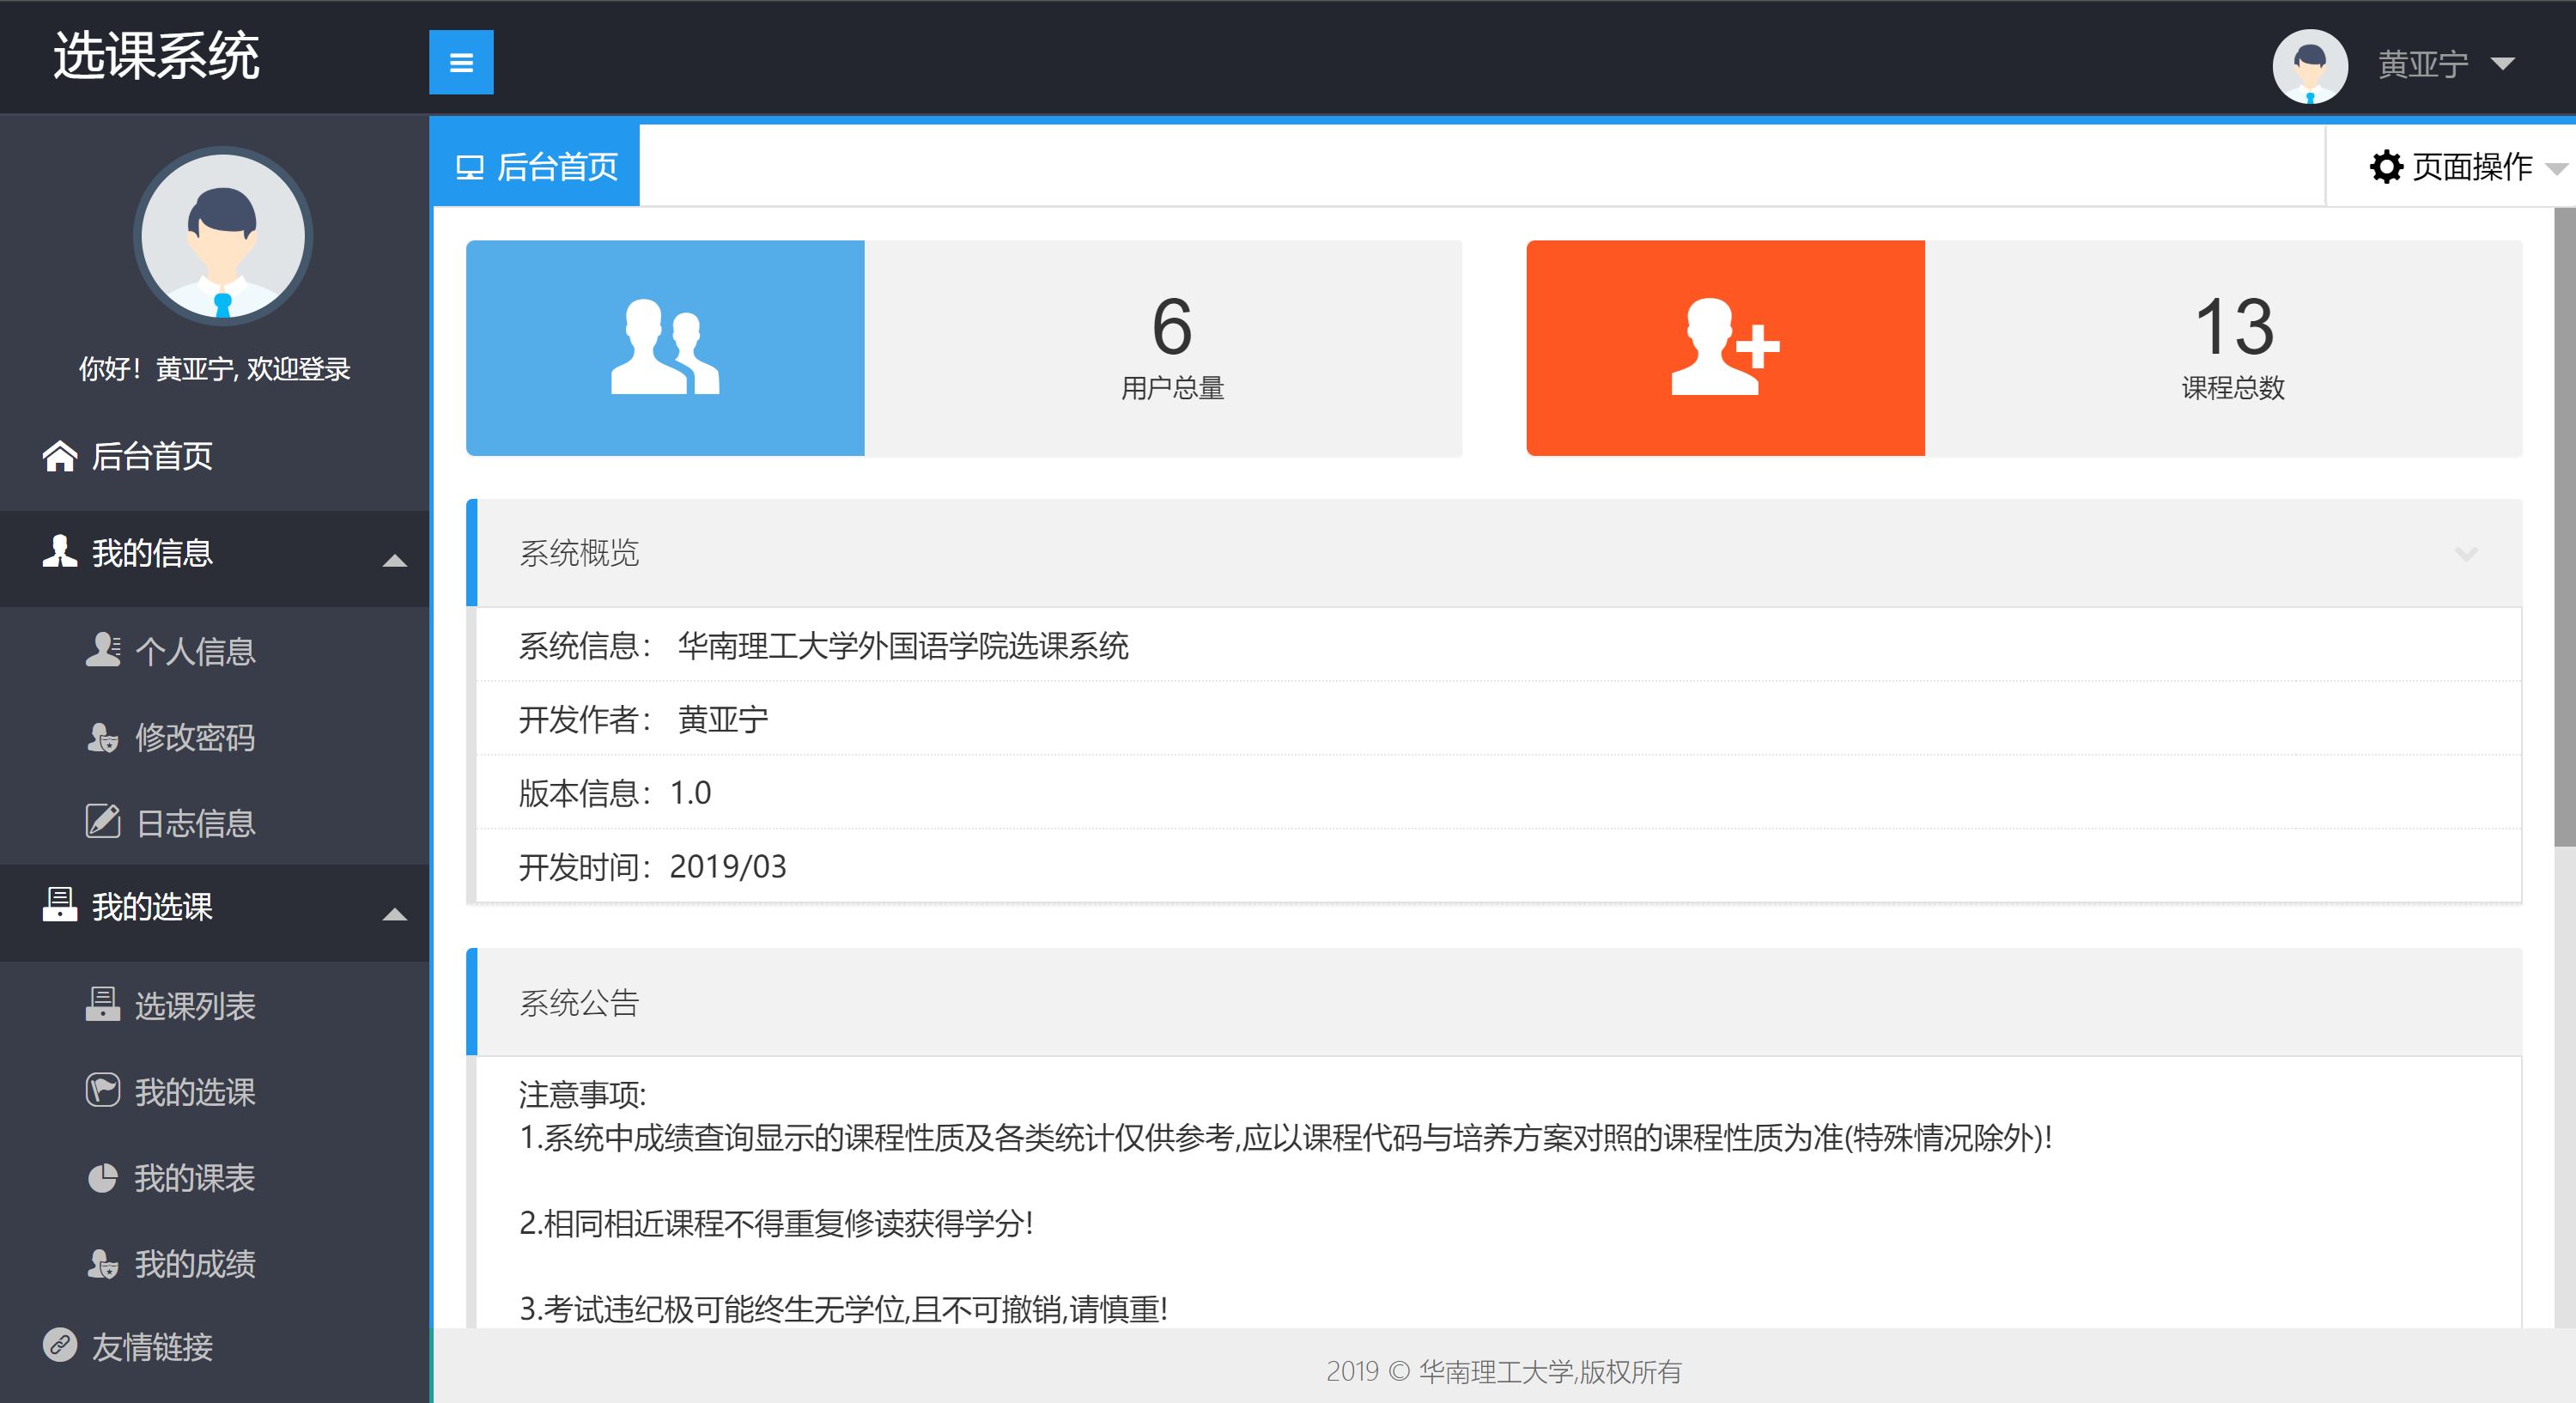 选课系统
黄亚宁
你好！黄亚宁, 欢迎登录
后台首页
我的信息
个人信息
修改密码
日志信息
我的选课
选课列表
我的选课
我的课表
我的成绩
友情链接
后台首页
页面操作
6
用户总量
13
课程总数
系统概览
系统信息： 华南理工大学外国语学院选课系统
开发作者： 黄亚宁
版本信息：1.0
开发时间：2019/03
系统公告
注意事项:
1.系统中成绩查询显示的课程性质及各类统计仅供参考,应以课程代码与培养方案对照的课程性质为准(特殊情况除外)!
2.相同相近课程不得重复修读获得学分!
3.考试违纪极可能终生无学位,且不可撤销,请慎重!
2019 © 华南理工大学,版权所有